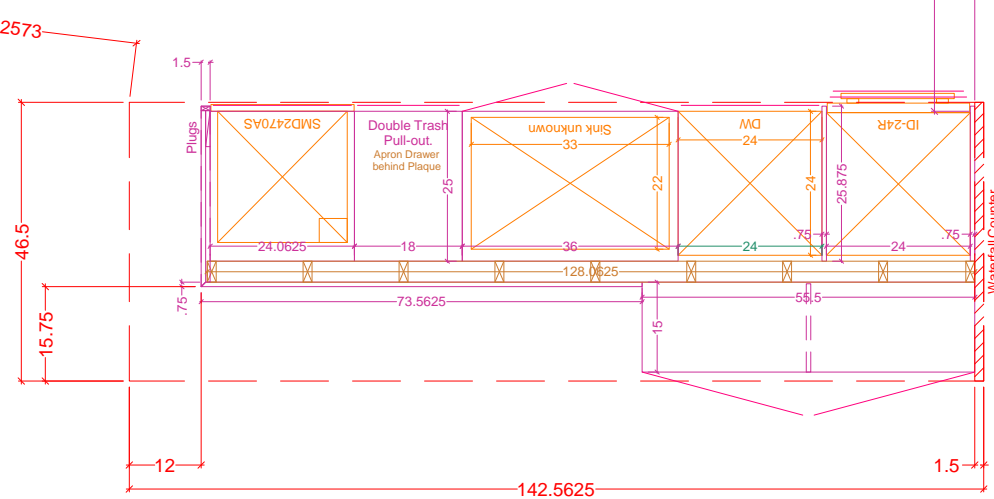 2573
1.5
Plugs
SMD2470AS
Double Trash
Pull-out.
Apron Drawer
behind Plaque
Sink unknown
33
DW
24
ID-24R
25
22
24
25.875
46.5
24.0625
18
36
24
.75
24
.75
Waterfall Counter
128.0625
.75
73.5625
55.5
15.75
15
12
1.5
142.5625